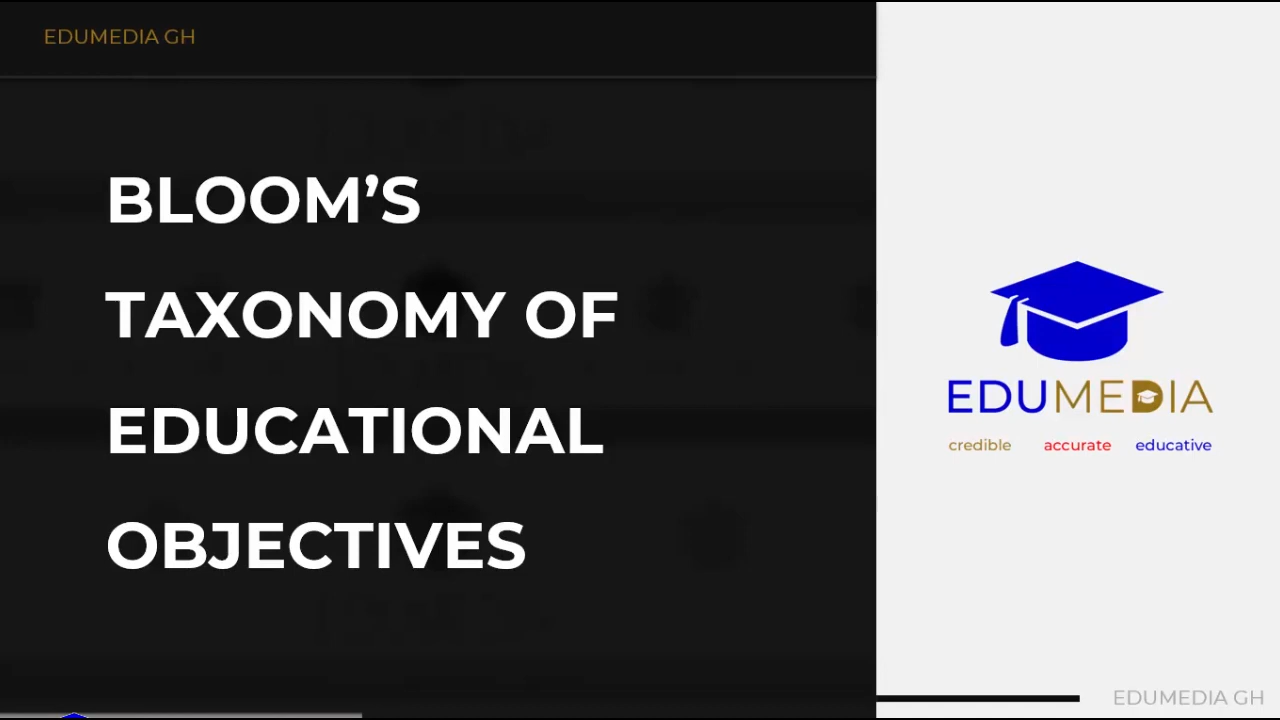 EDUMEDIA GH
BLOOM’S
TAXONOMY OF
EDUCATIONAL
OBJECTIVES
EDUMEDIA
credible accurate educative
EDUMEDIA GH